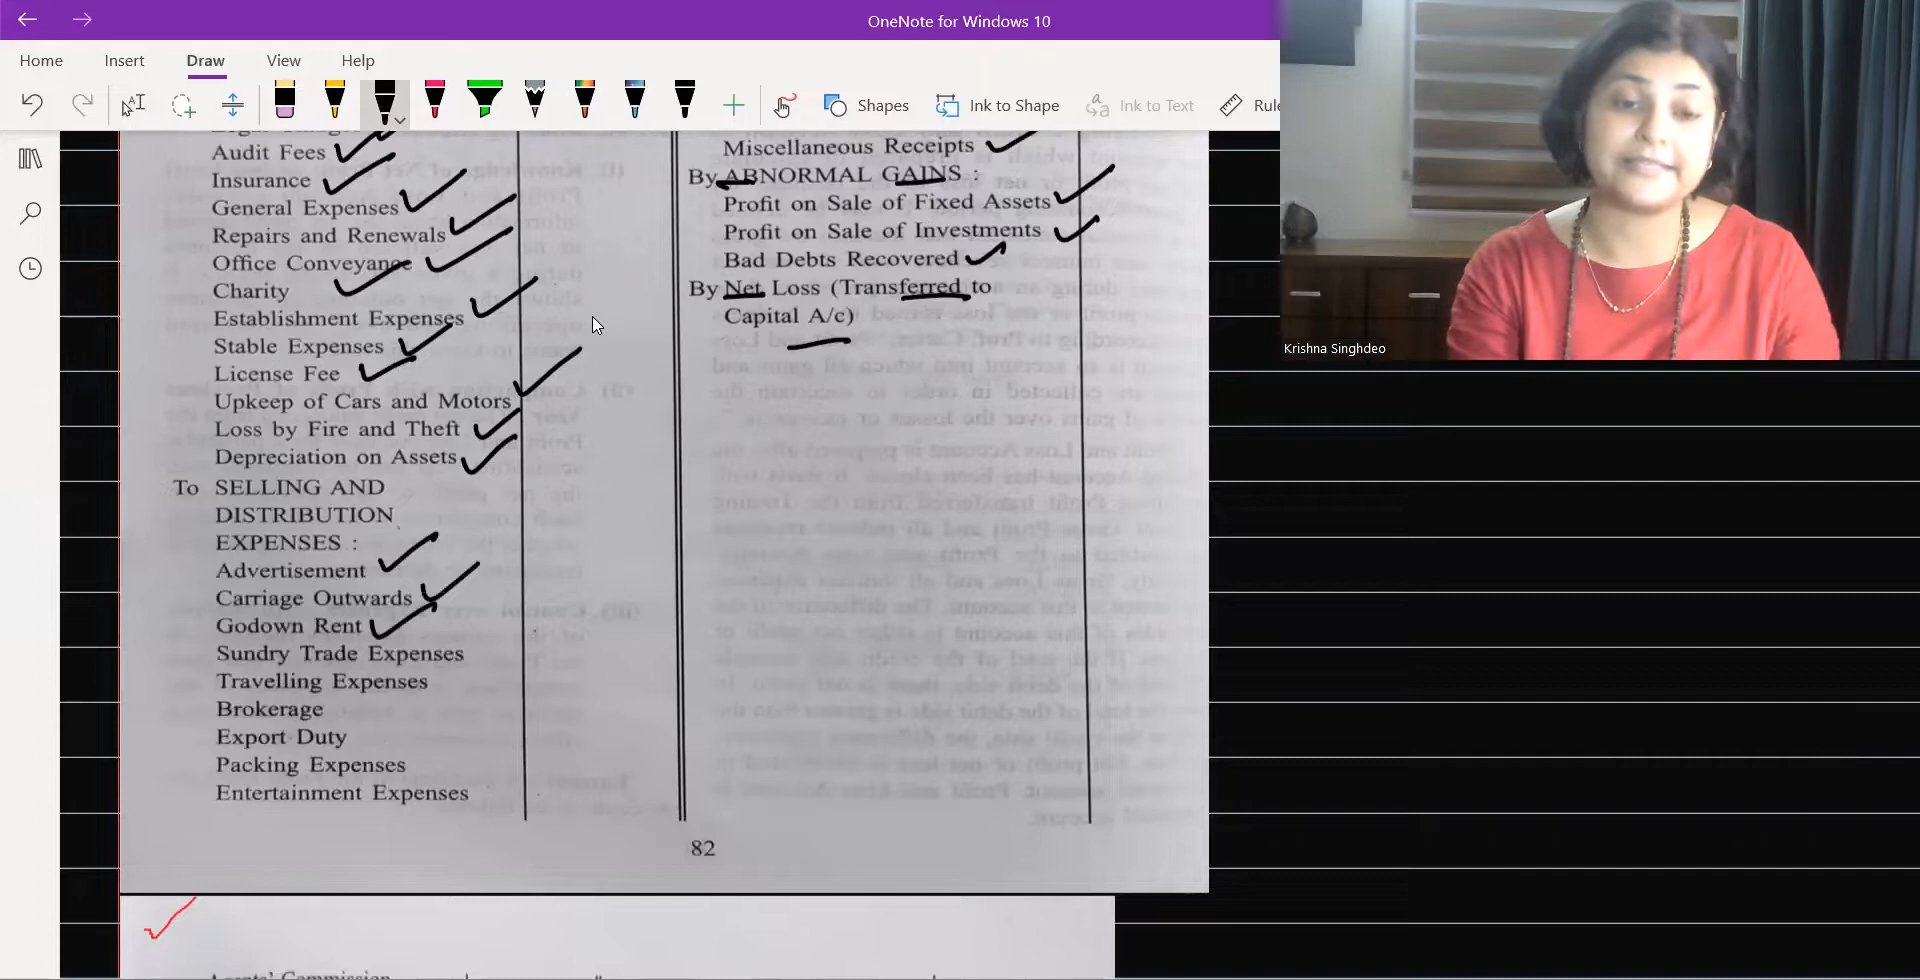 OneNote for Windows 10
Home Insert Draw View Help
Shapes Ink to Shape Ink to Text
Audit Fees
Insurance
General Expenses
Repairs and Renewals
Office Conveyance
Charity
Establishment Expenses
Stable Expenses
License Fee
Upkeep of Cars and Motors
Loss by Fire and Theft
Depreciation on Assets
To SELLING AND
DISTRIBUTION
EXPENSES :
Advertisement
Carriage Outwards
Godown Rent
Sundry Trade Expenses
Travelling Expenses
Brokerage
Export Duty
Packing Expenses
Entertainment Expenses
Miscellaneous Receipts
By ABNORMAL GAINS :
Profit on Sale of Fixed Assets
Profit on Sale of Investments
Bad Debts Recovered
By Net Loss (Transferred to
Capital A/c)
82
Krishna Singhdeo